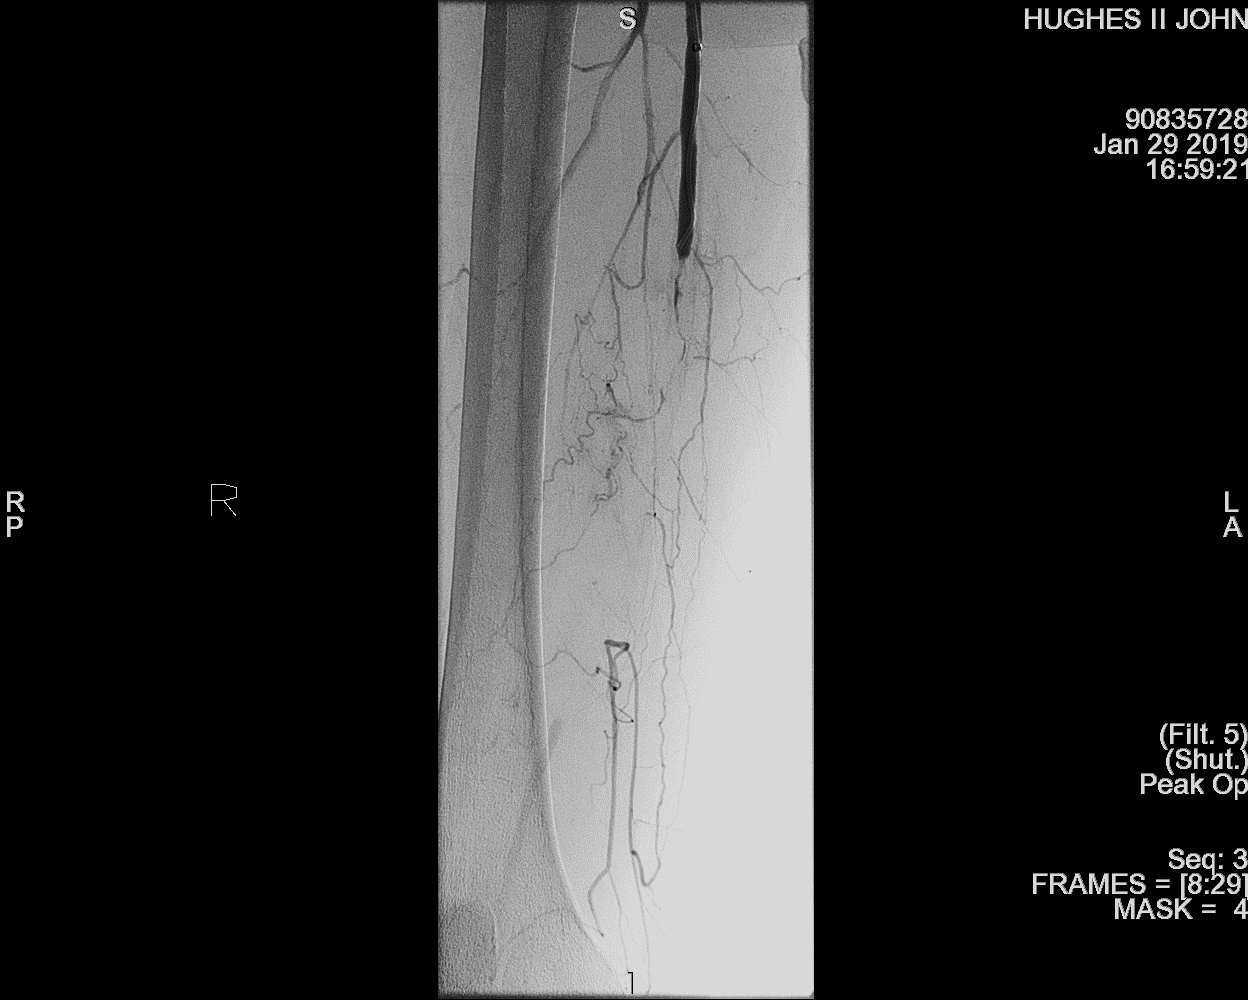 S
HUGHES II JOHN
90835728
Jan 29 2019
16:59:21
R
P
R
L
A
(Filt. 5)
(Shut.)
Peak Op
Seq: 3
FRAMES = [8:29]
MASK = 4